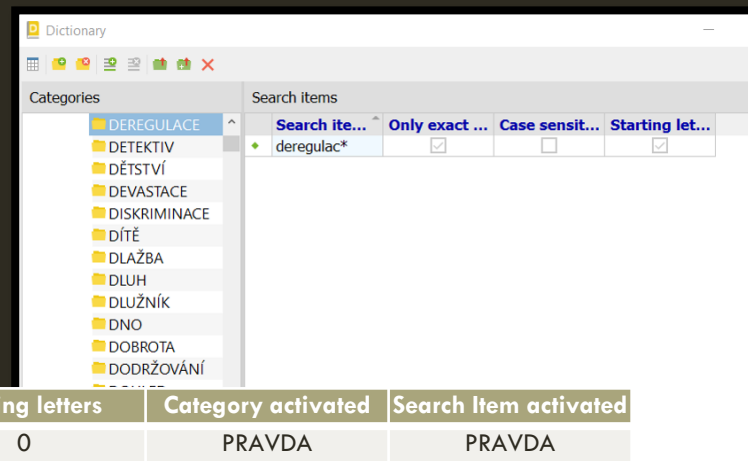 Dictionary
Categories
Search items
DEREGULACE
DETEKTIV
DĚTSTVÍ
DEVASTACE
DISKRIMINACE
DÍTĚ
DLAŽBA
DLUH
DLUŽNÍK
DNO
DOBROTA
DODRŽOVÁNÍ
Search ite... Only exact ... Case sensit... Starting let...
deregulac*
ng letters Category activated Search Item activated
0 PRAVDA PRAVDA